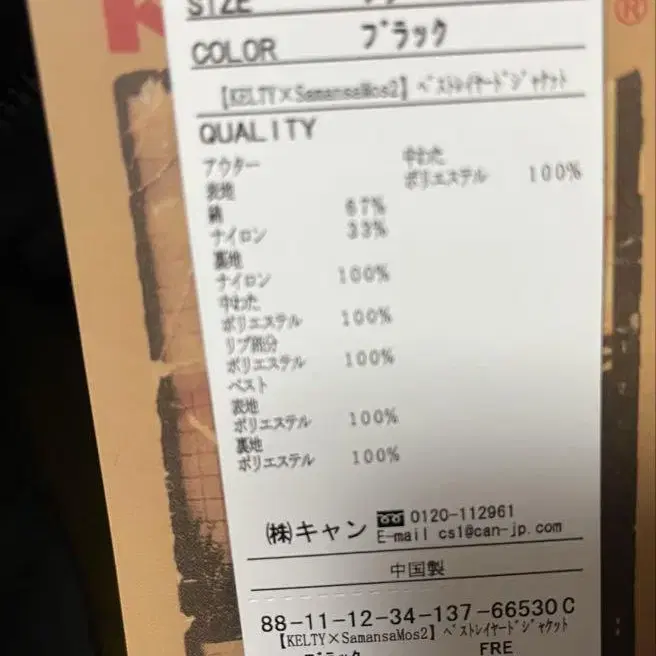 SIZE
COLOR ブラック
【KELTY×SamansaMos2】ベストレイヤードジャケット
QUALITY
アウター
表地
綿 67%
ナイロン 33%
裏地
ナイロン 100%
中わた
ポリエステル 100%
リブ部分
ポリエステル 100%
ベスト
表地
ポリエステル 100%
裏地
ポリエステル 100%
中わた
ポリエステル 100%
㈱キャン 0120-112961
E-mail cs1@can-jp.com
中国製
88-11-12-34-137-66530C
【KELTY×SamansaMos2】ベストレイヤードジャケット
ブラック FRE
®